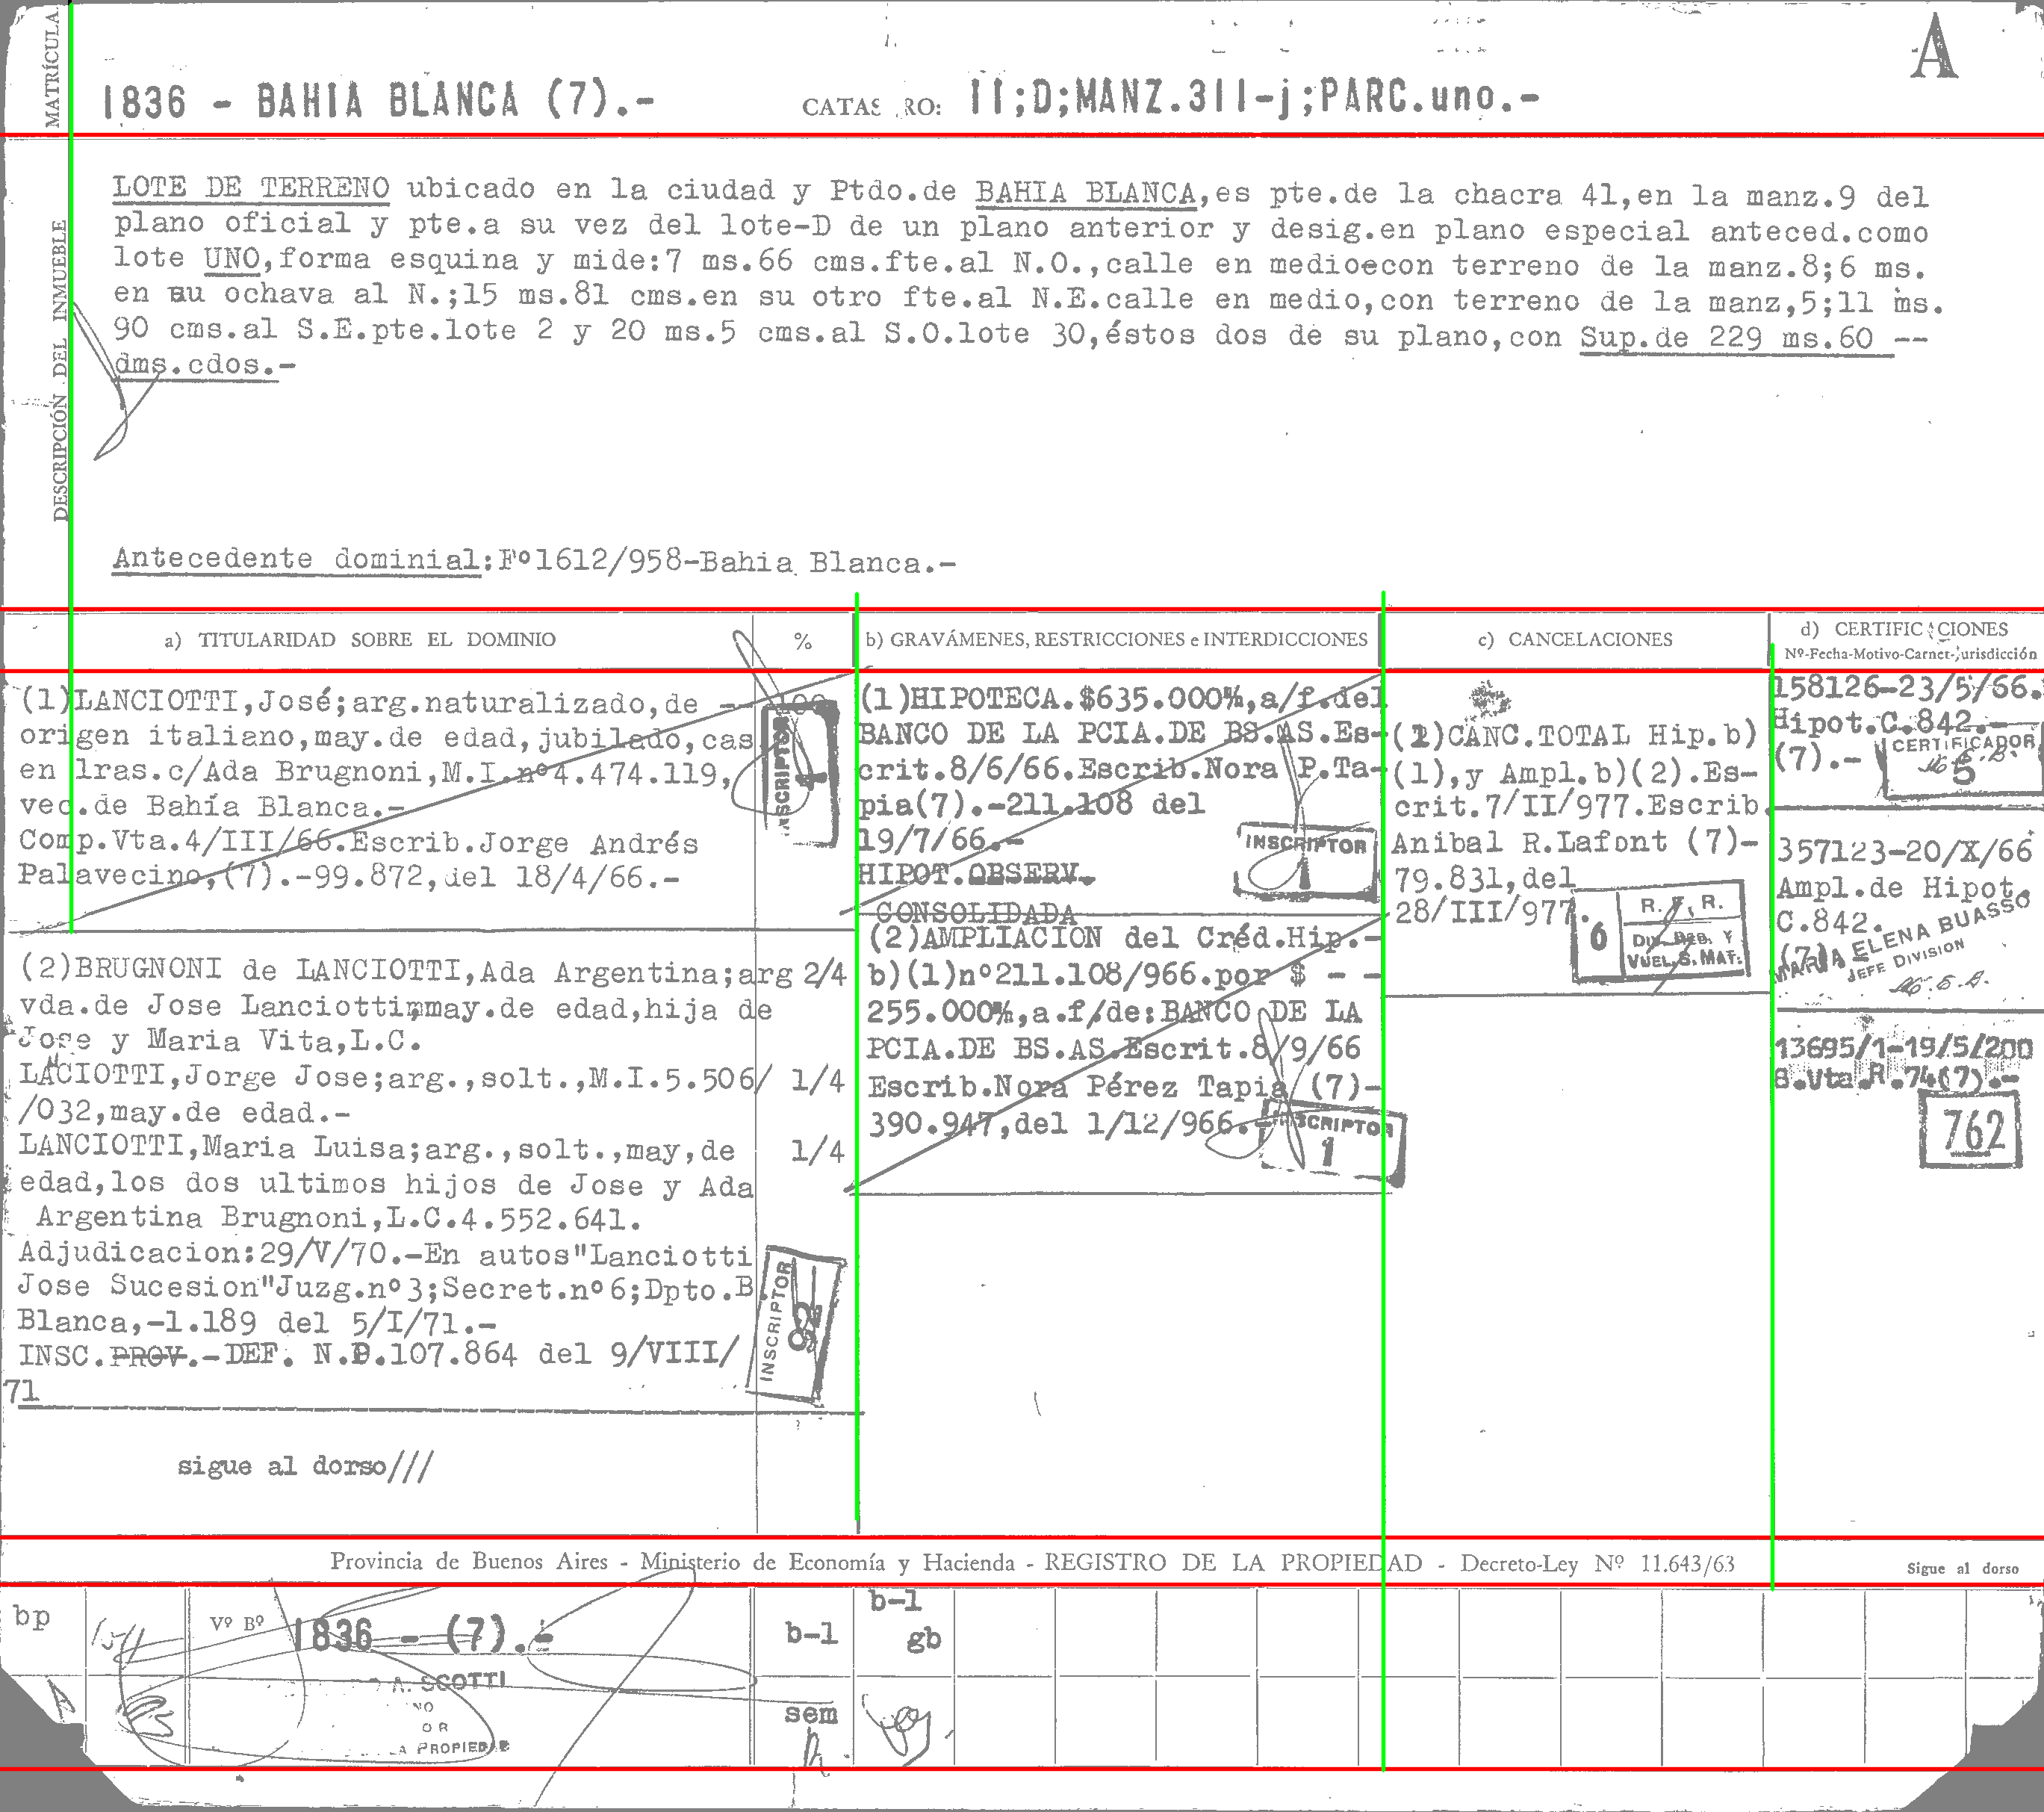 A
MATRÍCULA
1836 - BAHIA BLANCA (7).-
CATAS RO: II;D;MANZ.311-j;PARC.uno.-
DESCRIPCIÓN DEL INMUEBLE
LOTE DE TERRENO ubicado en la ciudad y Ptdo.de BAHIA BLANCA,es pte.de la chacra 41,en la manz.9 del
plano oficial y pte.a su vez del lote-D de un plano anterior y desig.en plano especial anteced.como
lote UNO,forma esquina y mide:7 ms.66 cms.fte.al N.O.,calle en medioecon terreno de la manz.8;6 ms.
en su ochava al N.;15 ms.81 cms.en su otro fte.al N.E.calle en medio,con terreno de la manz,5;11 ms.
90 cms.al S.E.pte.lote 2 y 20 ms.5 cms.al S.O.lote 30,éstos dos de su plano,con Sup.de 229 ms.60 --
dms.cdos.-
Antecedente dominial:Fº1612/958-Bahia Blanca.-
a) TITULARIDAD SOBRE EL DOMINIO
%
(1)LANCIOTTI,José;arg.naturalizado,de --
origen italiano,may.de edad,jubilado,cas
en 1ras.c/Ada Brugnoni,M.I.nº4.474.119,
vec.de Bahía Blanca.-
Comp.Vta.4/III/66.Escrib.Jorge Andrés
Palavecino,(7).-99.872,del 18/4/66.-
INSCRIPTOR
(2)BRUGNONI de LANCIOTTI,Ada Argentina;arg 2/4
vda.de Jose Lanciotti;may.de edad,hija de
Jose y Maria Vita,L.C.
LACIOTTI,Jorge Jose;arg.,solt.,M.I.5.506/ 1/4
/032,may.de edad.-
LANCIOTTI,Maria Luisa;arg.,solt.,may,de 1/4
edad,los dos ultimos hijos de Jose y Ada
Argentina Brugnoni,L.C.4.552.641.
Adjudicacion:29/V/70.-En autos"Lanciotti
Jose Sucesion"Juzg.nº3;Secret.nº6;Dpto.B
Blanca,-1.189 del 5/I/71.-
INSC.PROV.-DEF. N.D.107.864 del 9/VIII/
71
INSCRIPTOR
sigue al dorso///
b) GRAVÁMENES, RESTRICCIONES e INTERDICCIONES
(1)HIPOTECA.$635.000%,a/f.del
BANCO DE LA PCIA.DE BS.AS.Es-
crit.8/6/66.Escrib.Nora P.Ta-
pia(7).-211.108 del
19/7/66.-
HIPOT.OBSERV.
CONSOLIDADA
INSCRIPTOR
1
(2)AMPLIACION del Créd.Hip.-
b)(1)nº211.108/966.por $ - -
255.000%,a.f/de:BANCO DE LA
PCIA.DE BS.AS.Escrit.8/9/66
Escrib.Nora Pérez Tapia (7)-
390.947,del 1/12/966.-
SCRIPTOR
1
c) CANCELACIONES
(1)CANC.TOTAL Hip.b)
(1),y Ampl.b)(2).Es-
crit.7/II/977.Escrib.
Anibal R.Lafont (7)-
79.831,del
28/III/977.
6
R. P. R.
DIV. REG. Y
VUEL.S. MAT.
d) CERTIFIC CIONES
Nº-Fecha-Motivo-Carnet-Jurisdicción
158126-23/5/66.
Hipot.C.842.-
(7).-
CERTIFICADOR
5
357123-20/X/66
Ampl.de Hipot.
C.842.
(7)
MARIA ELENA BUASSO
JEFE DIVISION
13695/1-19/5/200
8.Vta.R.74(7).-
762
Provincia de Buenos Aires - Ministerio de Economía y Hacienda - REGISTRO DE LA PROPIEDAD - Decreto-Ley Nº 11.643/63
Sigue al dorso
bp
Vº Bº
1836 - (7).-
b-1
b-1
gb
A. SCOTTI
NO
OR
LA PROPIEDAD
A
sem